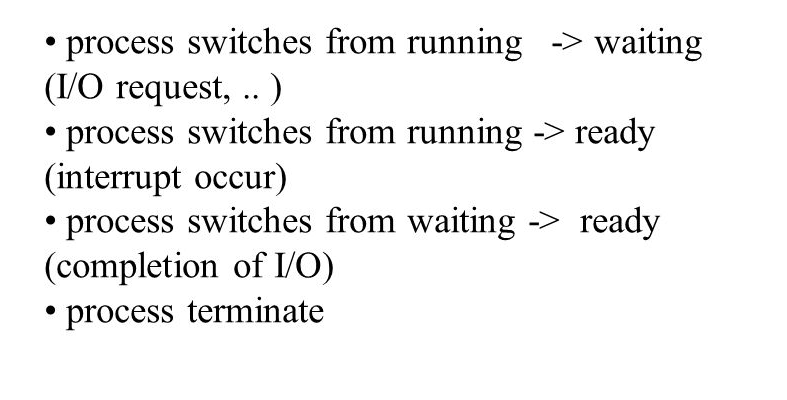 • process switches from running -> waiting
(I/O request, .. )
• process switches from running -> ready
(interrupt occur)
• process switches from waiting -> ready
(completion of I/O)
• process terminate